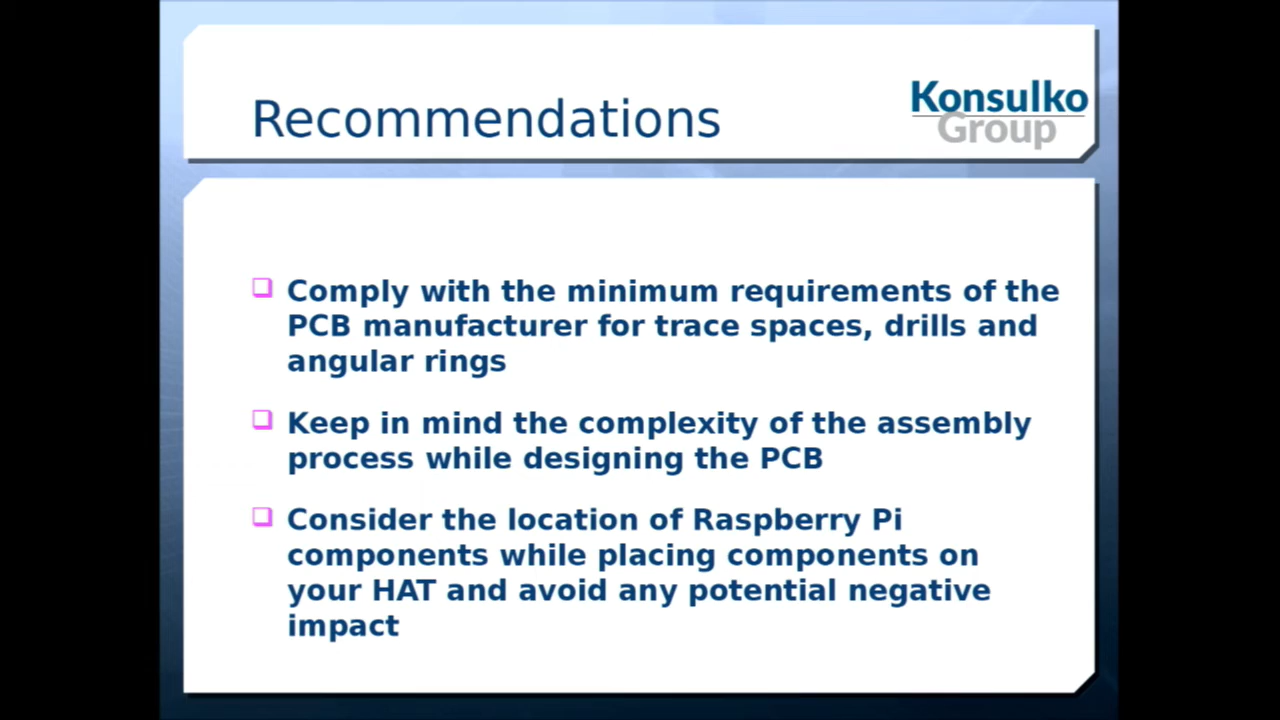 Recommendations
Konsulko
Group
Comply with the minimum requirements of the
PCB manufacturer for trace spaces, drills and
angular rings
Keep in mind the complexity of the assembly
process while designing the PCB
Consider the location of Raspberry Pi
components while placing components on
your HAT and avoid any potential negative
impact